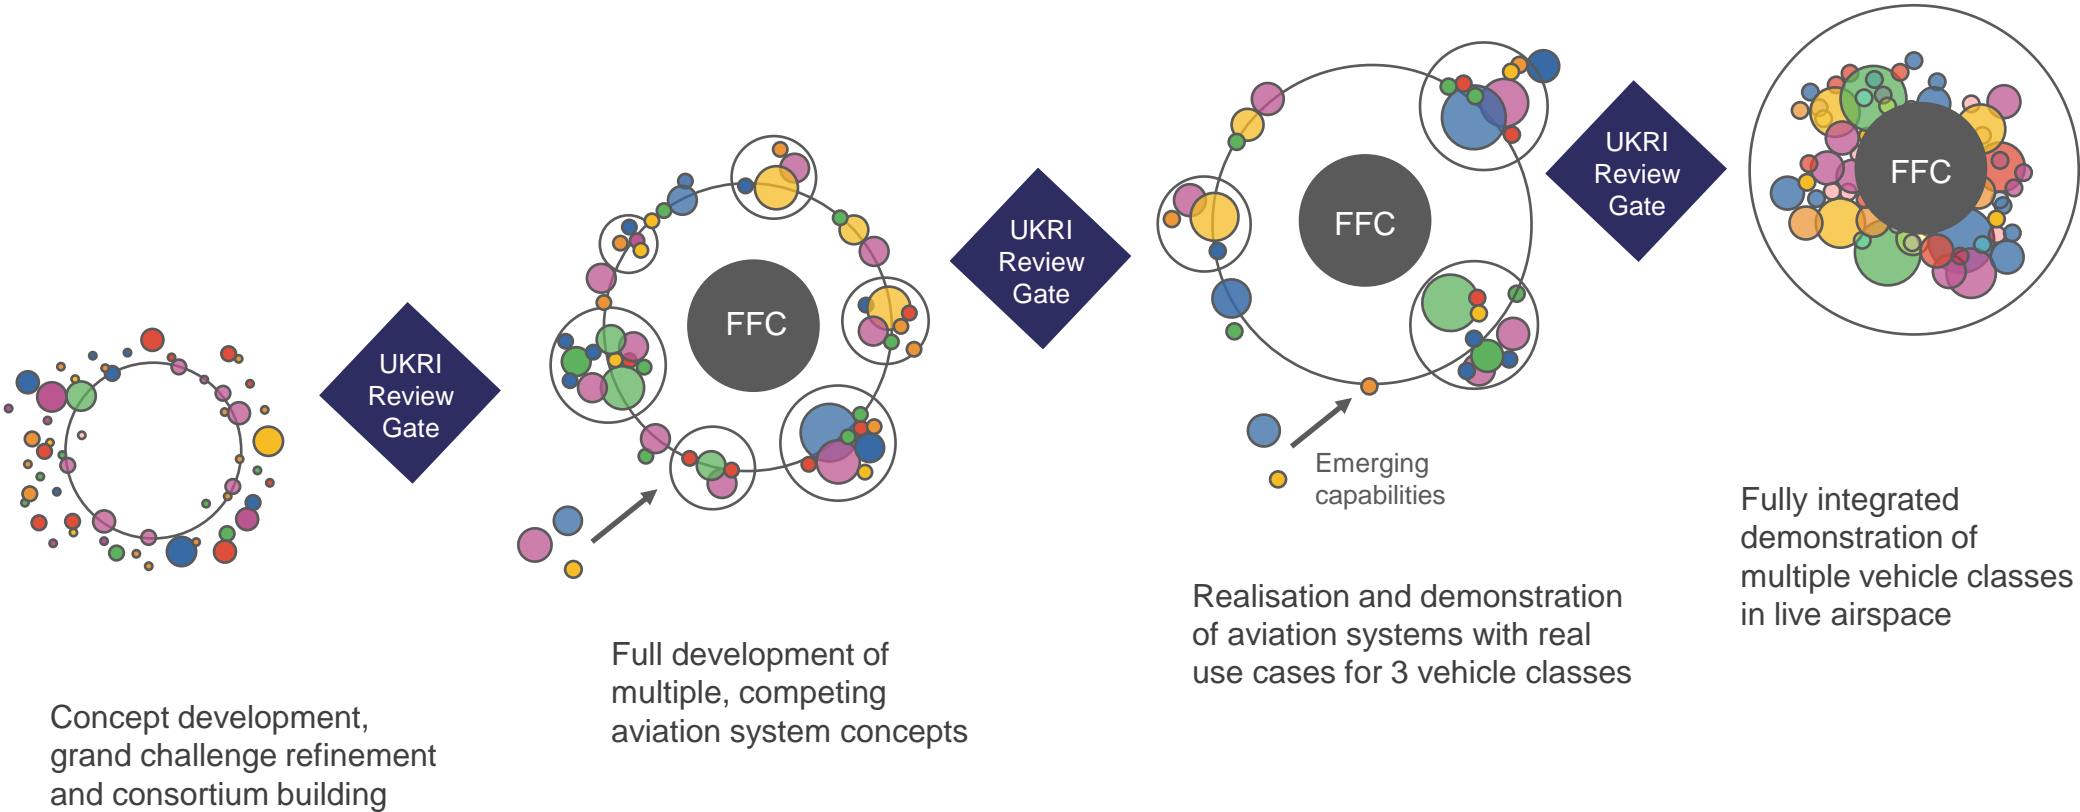 UKRI
Review
Gate
Concept development,
grand challenge refinement
and consortium building
FFC
Full development of
multiple, competing
aviation system concepts
UKRI
Review
Gate
FFC
Emerging
capabilities
Realisation and demonstration
of aviation systems with real
use cases for 3 vehicle classes
UKRI
Review
Gate
FFC
Fully integrated
demonstration of
multiple vehicle classes
in live airspace